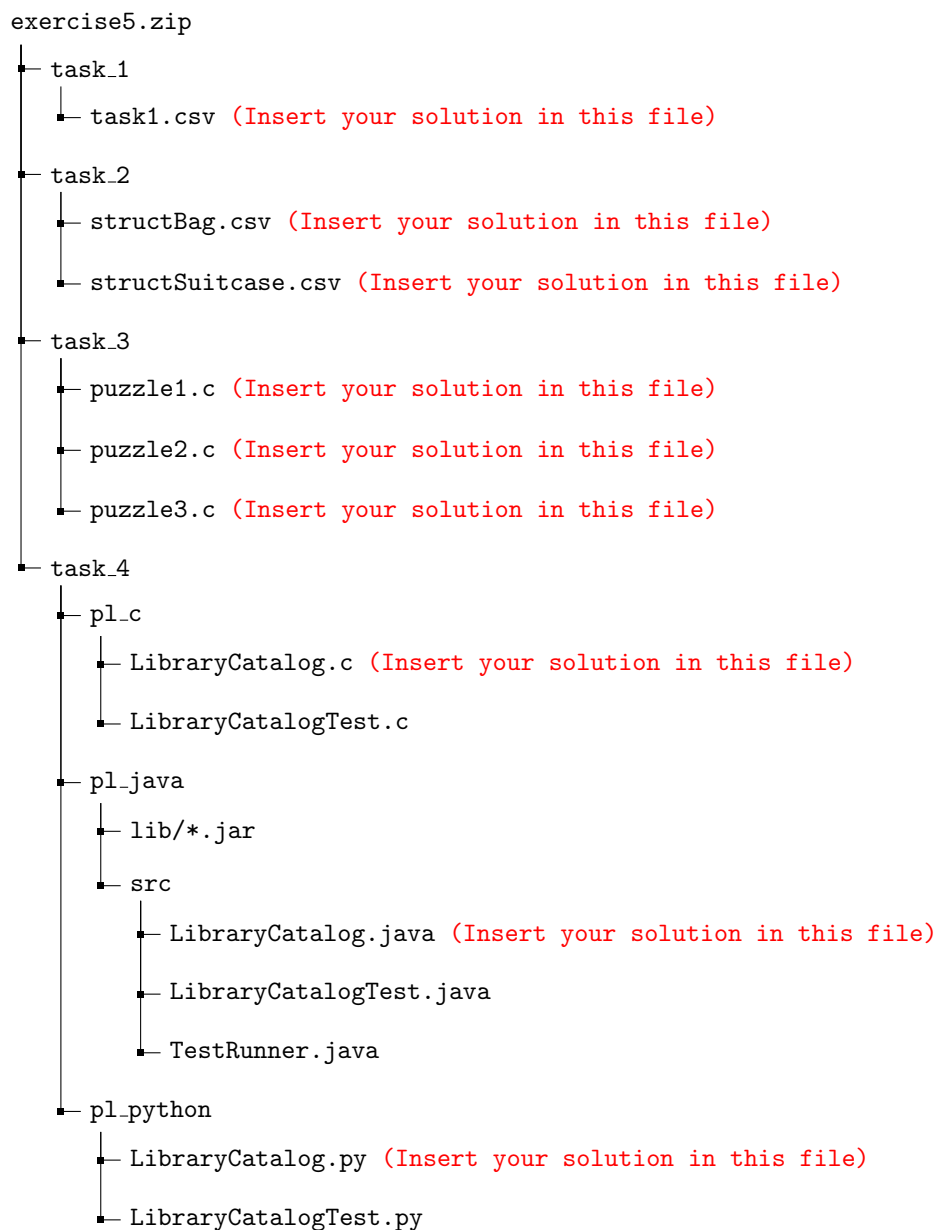 exercise5.zip
task_1
task1.csv (Insert your solution in this file)
task_2
structBag.csv (Insert your solution in this file)
structSuitcase.csv (Insert your solution in this file)
task_3
puzzle1.c (Insert your solution in this file)
puzzle2.c (Insert your solution in this file)
puzzle3.c (Insert your solution in this file)
task_4
pl_c
LibraryCatalog.c (Insert your solution in this file)
LibraryCatalogTest.c
pl_java
lib/*.jar
src
LibraryCatalog.java (Insert your solution in this file)
LibraryCatalogTest.java
TestRunner.java
pl_python
LibraryCatalog.py (Insert your solution in this file)
LibraryCatalogTest.py